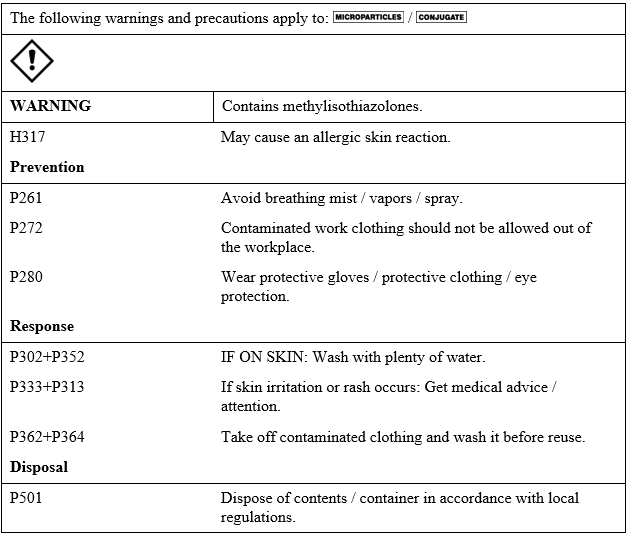 The following warnings and precautions apply to: MICROPARTICLES / CONJUGATE
!
WARNING Contains methylisothiazolones.
H317 May cause an allergic skin reaction.
Prevention
P261 Avoid breathing mist / vapors / spray.
P272 Contaminated work clothing should not be allowed out of
the workplace.
P280 Wear protective gloves / protective clothing / eye
protection.
Response
P302+P352 IF ON SKIN: Wash with plenty of water.
P333+P313 If skin irritation or rash occurs: Get medical advice /
attention.
P362+P364 Take off contaminated clothing and wash it before reuse.
Disposal
P501 Dispose of contents / container in accordance with local
regulations.